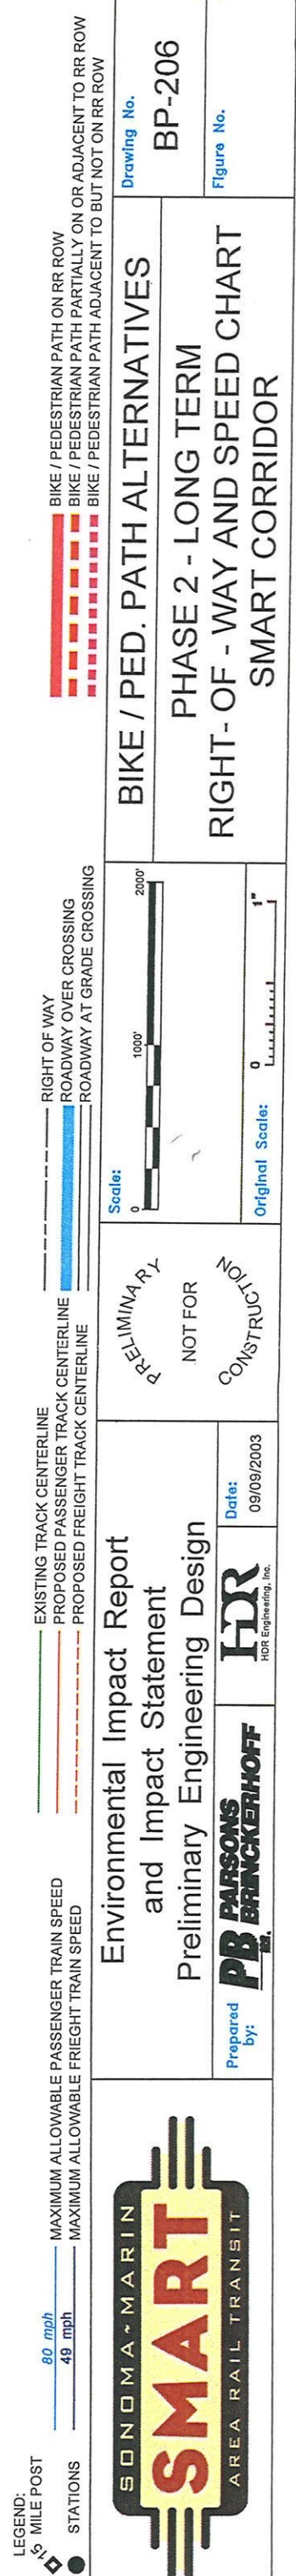 LEGEND:
15 MILE POST
STATIONS
80 mph MAXIMUM ALLOWABLE PASSENGER TRAIN SPEED
49 mph MAXIMUM ALLOWABLE FRIEGHT TRAIN SPEED
EXISTING TRACK CENTERLINE
PROPOSED PASSENGER TRACK CENTERLINE
PROPOSED FREIGHT TRACK CENTERLINE
RIGHT OF WAY
ROADWAY OVER CROSSING
ROADWAY AT GRADE CROSSING
BIKE / PEDESTRIAN PATH ON RR ROW
BIKE / PEDESTRIAN PATH PARTIALLY ON OR ADJACENT TO RR ROW
BIKE / PEDESTRIAN PATH ADJACENT TO BUT NOT ON RR ROW
SONOMA~MARIN
SMART
AREA RAIL TRANSIT
Environmental Impact Report
and Impact Statement
Preliminary Engineering Design
Prepared
by:
PB PARSONS
BRINCKERHOFF
HDR
HDR Engineering, Inc.
Date:
09/09/2003
PRELIMINARY
NOT FOR
CONSTRUCTION
Scale:
0 1000' 2000'
Original Scale: 0 1"
BIKE / PED. PATH ALTERNATIVES
PHASE 2 - LONG TERM
RIGHT- OF - WAY AND SPEED CHART
SMART CORRIDOR
Drawing No.
BP-206
Figure No.